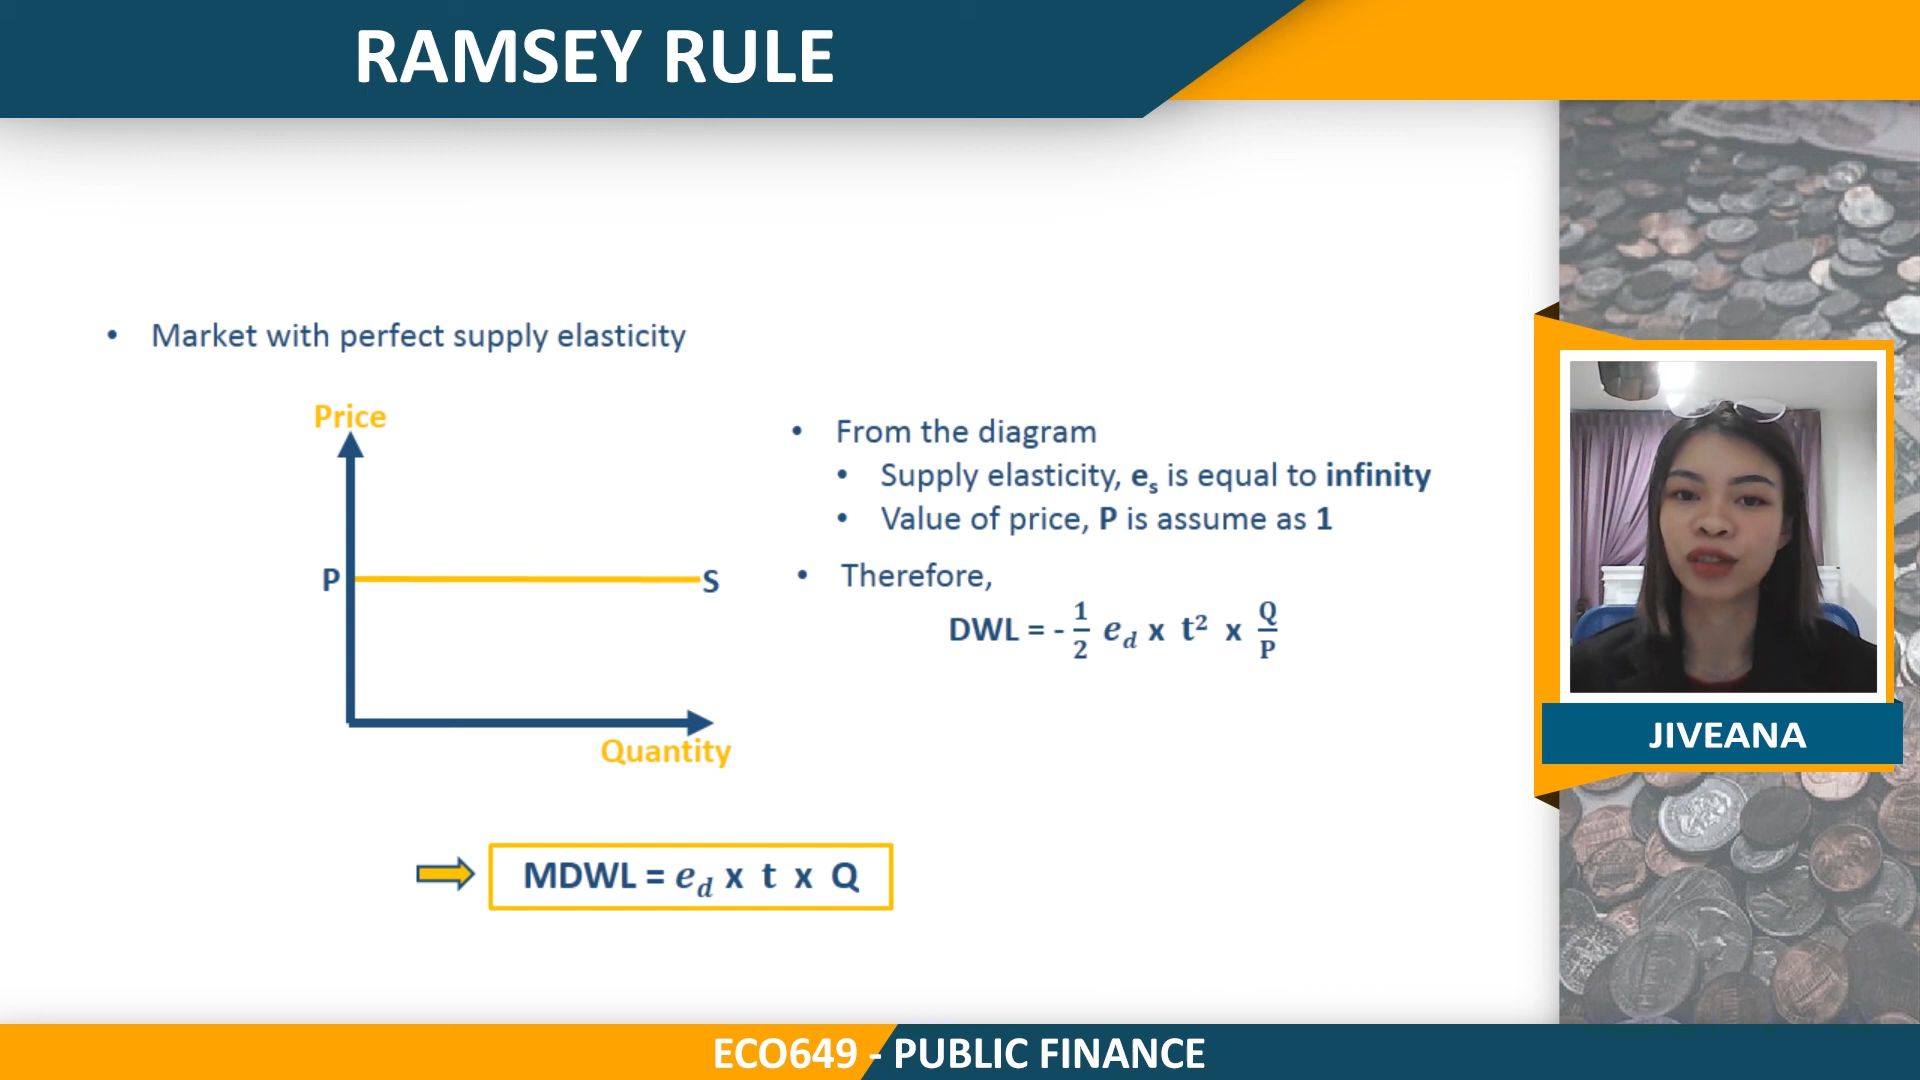 RAMSEY RULE
• Market with perfect supply elasticity
Price
P
S
Quantity
• From the diagram
• Supply elasticity, eₛ is equal to infinity
• Value of price, P is assume as 1
• Therefore,
DWL = - 1/2 e_d x t² x Q/P
MDWL = e_d x t x Q
JIVEANA
ECO649 - PUBLIC FINANCE